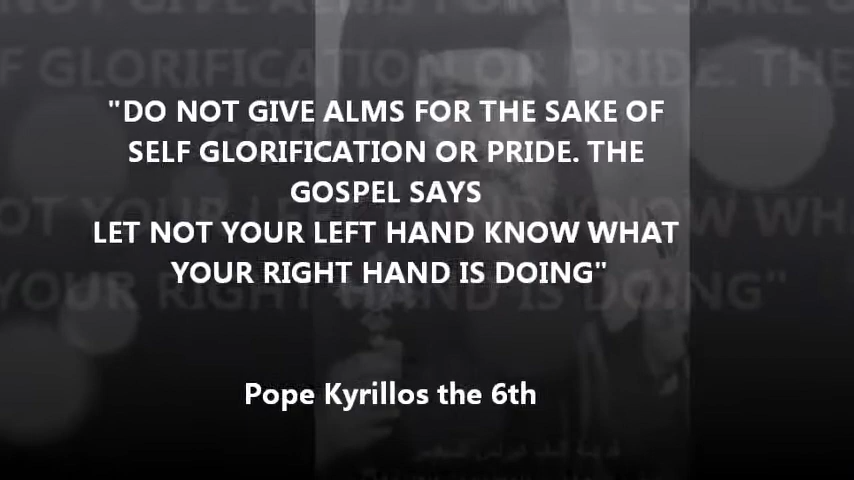 "DO NOT GIVE ALMS FOR THE SAKE OF
SELF GLORIFICATION OR PRIDE. THE
GOSPEL SAYS
LET NOT YOUR LEFT HAND KNOW WHAT
YOUR RIGHT HAND IS DOING"
Pope Kyrillos the 6th